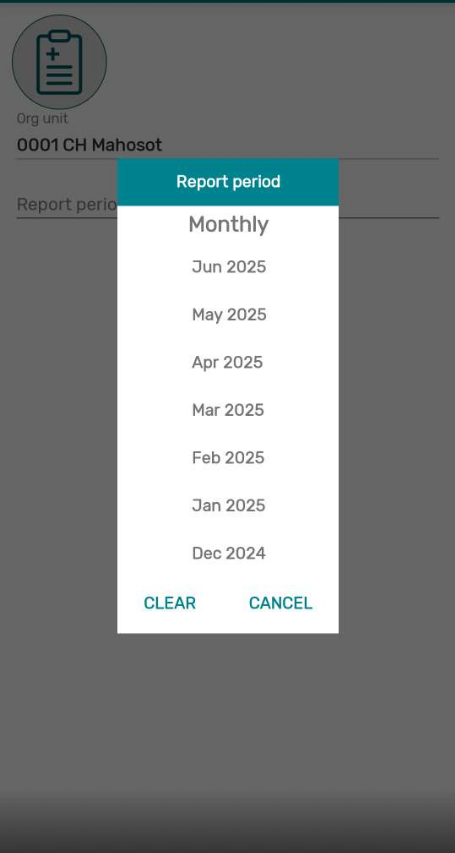 Org unit
0001 CH Mahosot
Report perio
Report period
Monthly
Jun 2025
May 2025
Apr 2025
Mar 2025
Feb 2025
Jan 2025
Dec 2024
CLEAR CANCEL